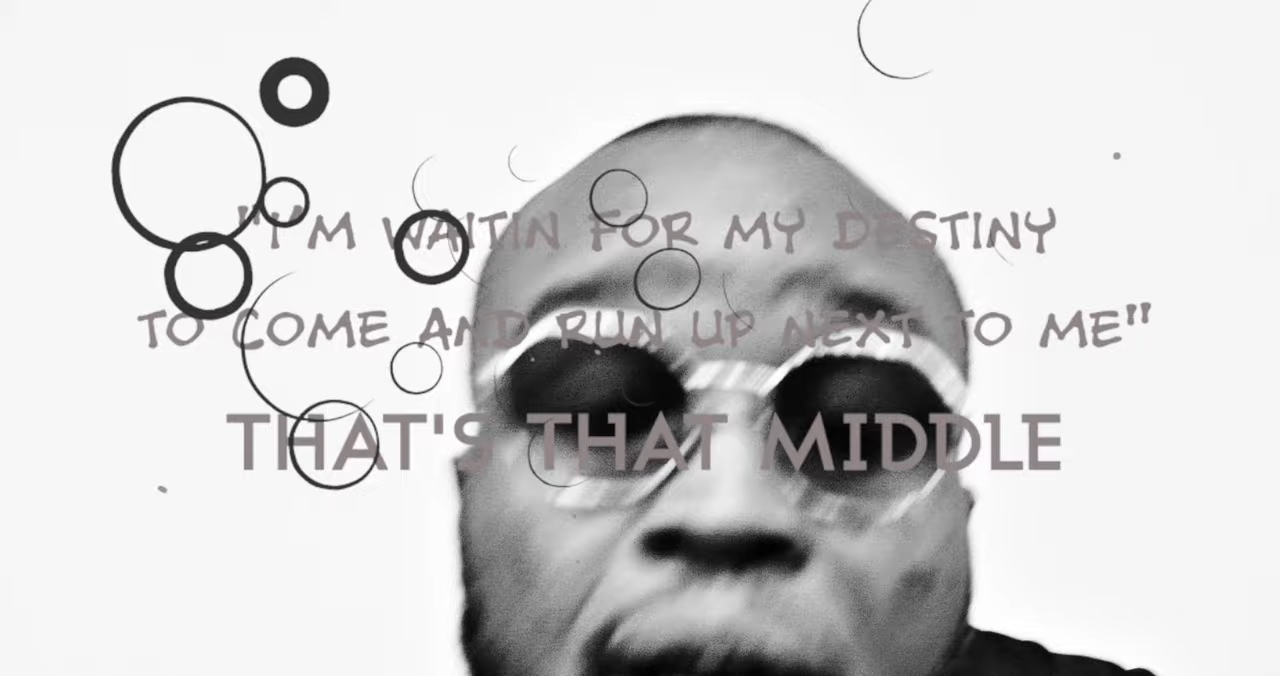 "I'M WAITIN FOR MY DESTINY
TO COME AND RUN UP NEXT TO ME"
THAT'S THAT MIDDLE